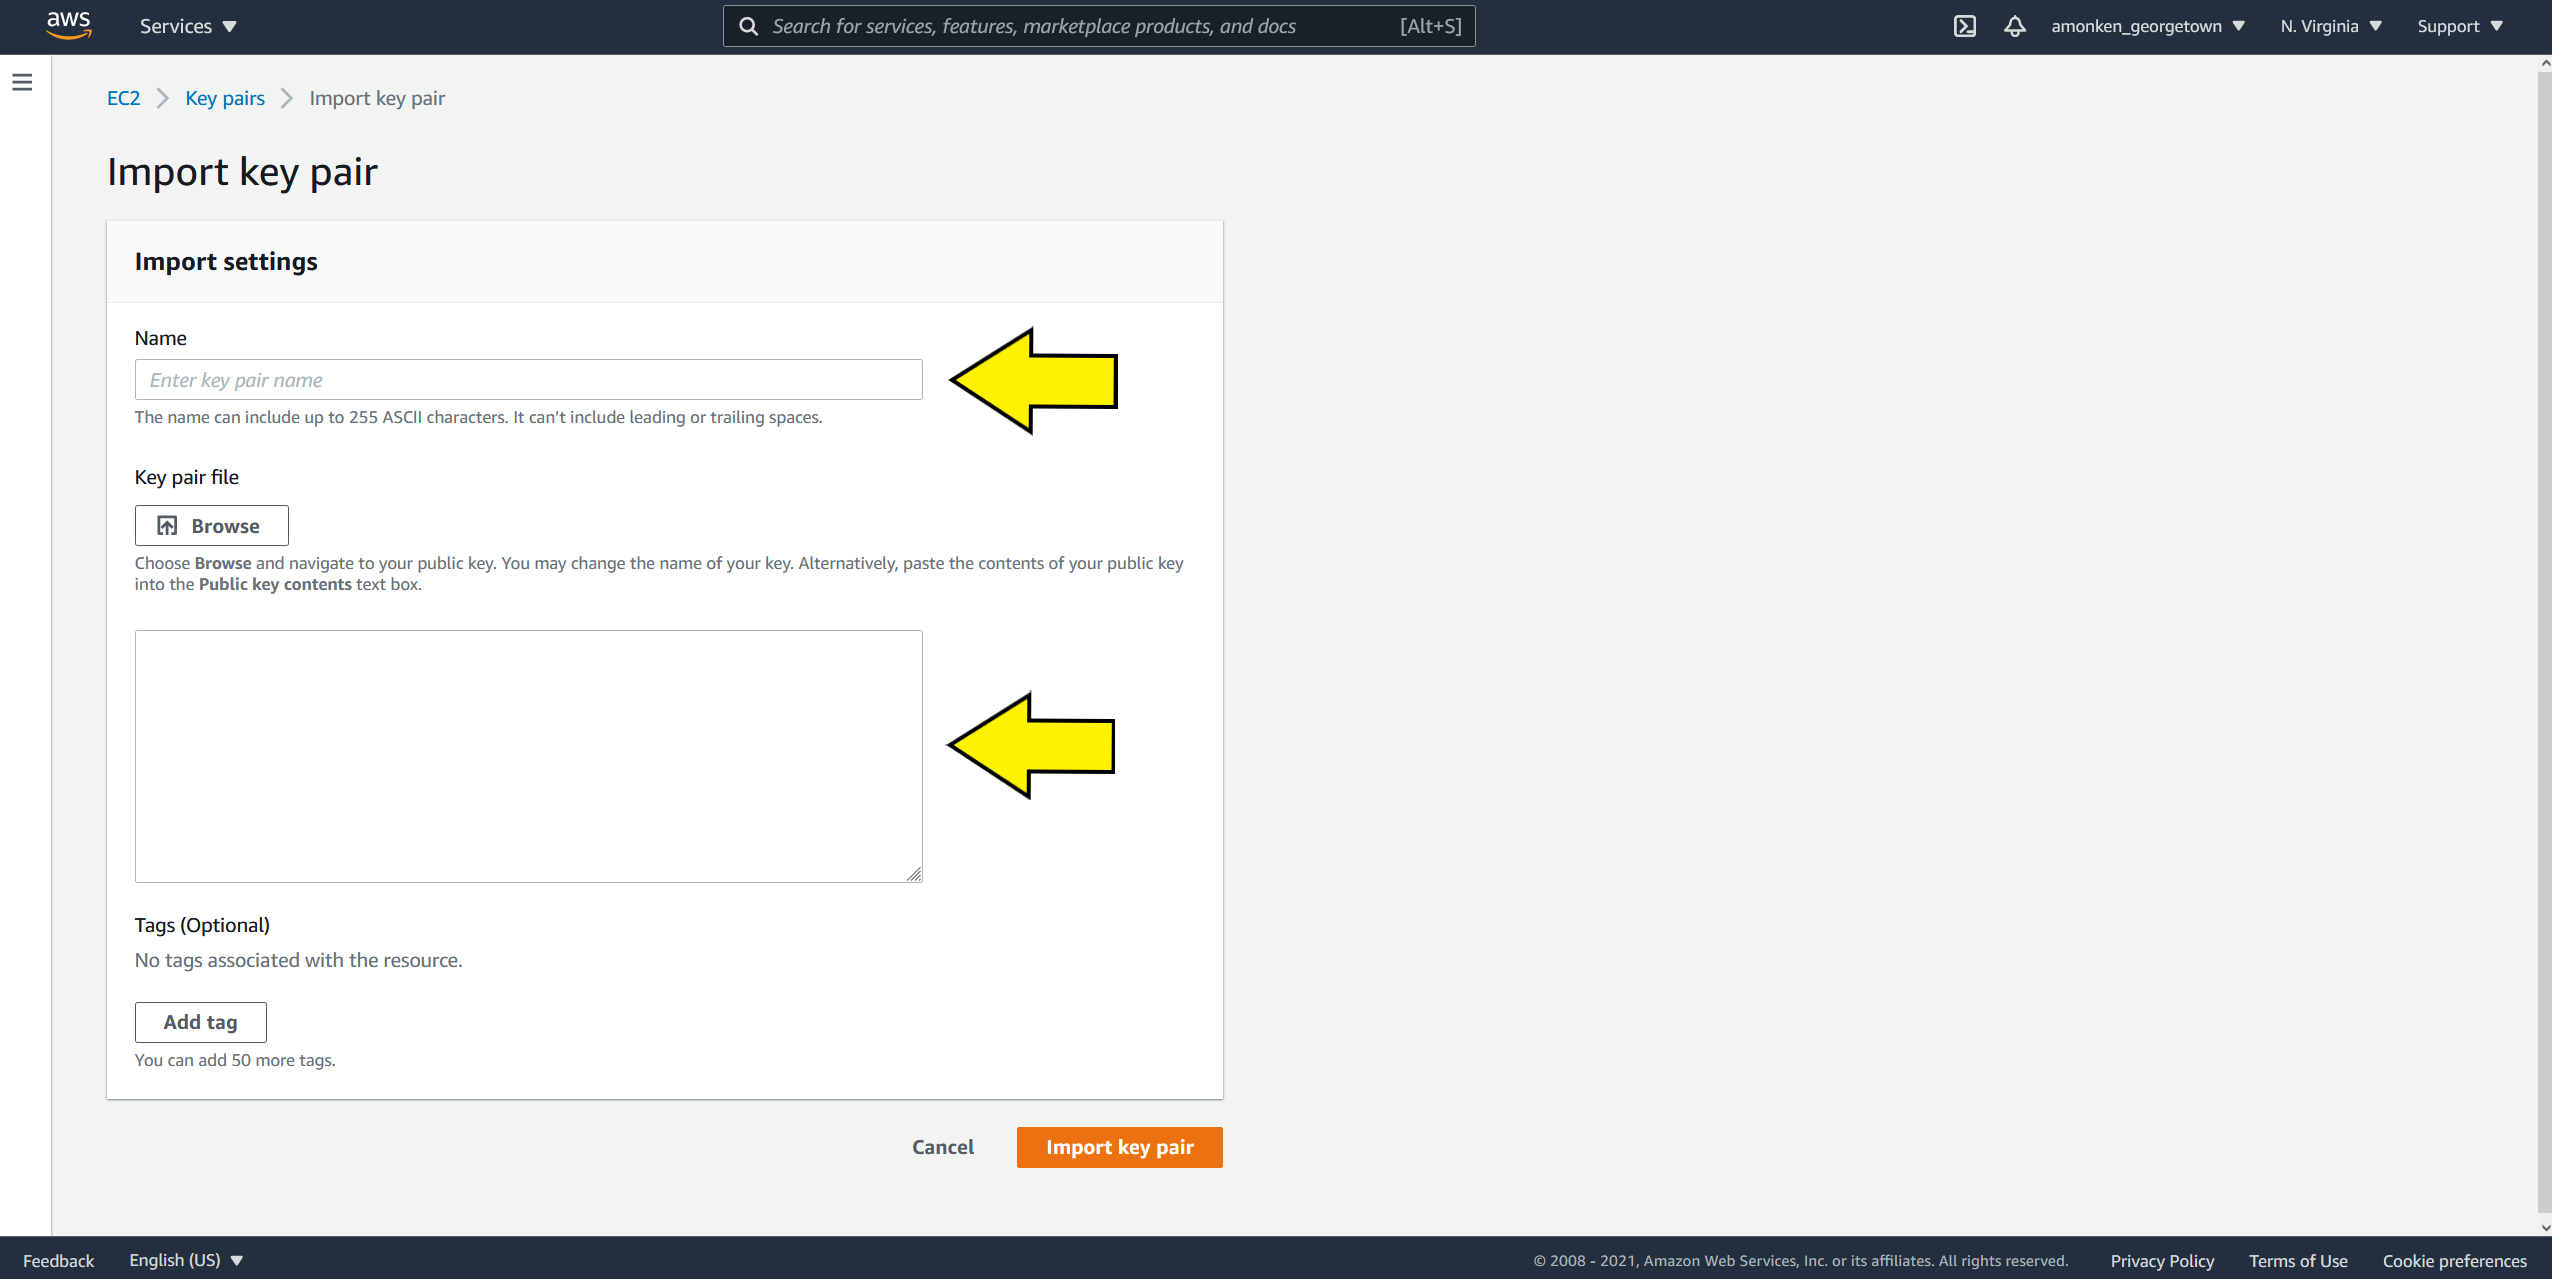 aws
Services
Search for services, features, marketplace products, and docs
[Alt+S]
amonken_georgetown
N. Virginia
Support
EC2
Key pairs
Import key pair
Import key pair
Import settings
Name
Enter key pair name
The name can include up to 255 ASCII characters. It can't include leading or trailing spaces.
Key pair file
Browse
Choose Browse and navigate to your public key. You may change the name of your key. Alternatively, paste the contents of your public key
into the Public key contents text box.
Tags (Optional)
No tags associated with the resource.
Add tag
You can add 50 more tags.
Cancel
Import key pair
Feedback
English (US)
© 2008 - 2021, Amazon Web Services, Inc. or its affiliates. All rights reserved.
Privacy Policy
Terms of Use
Cookie preferences